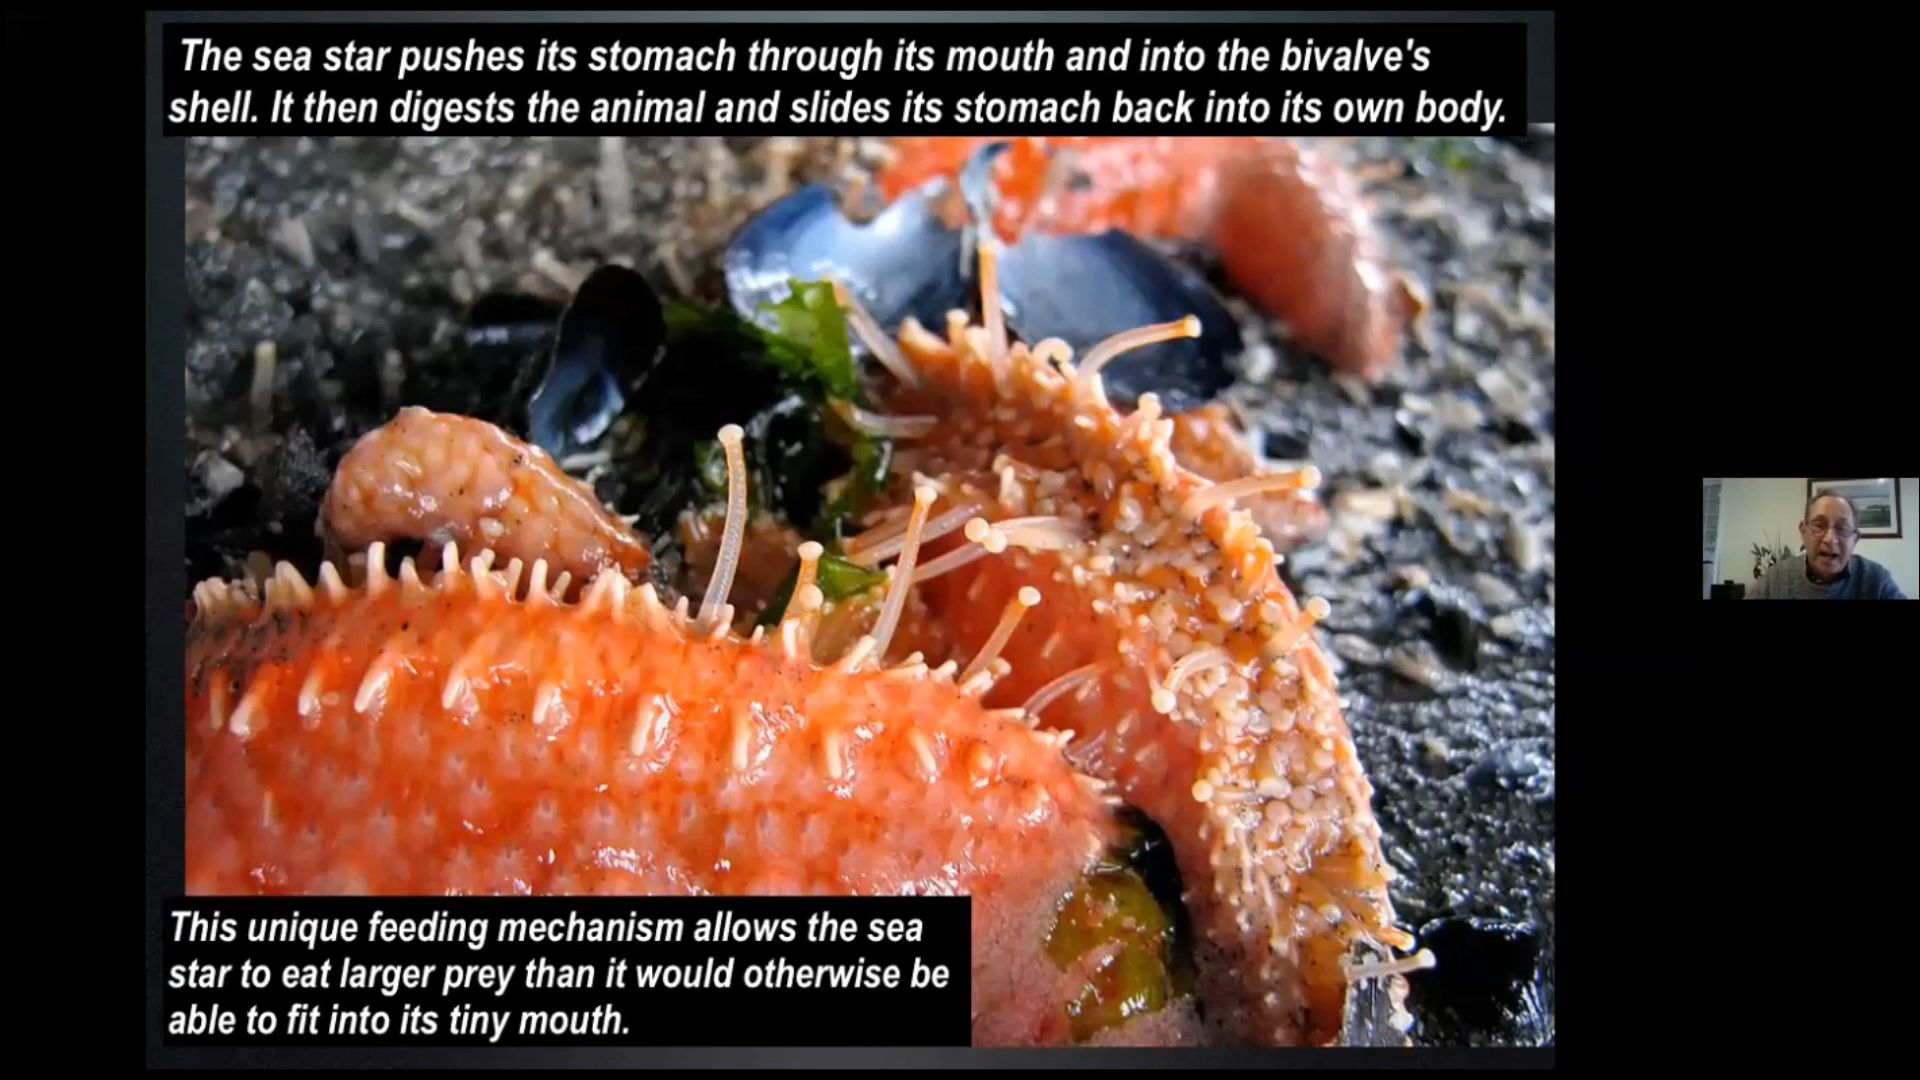 The sea star pushes its stomach through its mouth and into the bivalve's
shell. It then digests the animal and slides its stomach back into its own body.
This unique feeding mechanism allows the sea
star to eat larger prey than it would otherwise be
able to fit into its tiny mouth.